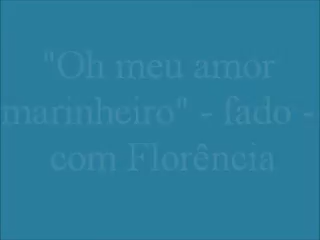 "Oh meu amor
marinheiro" - fado -
com Florência